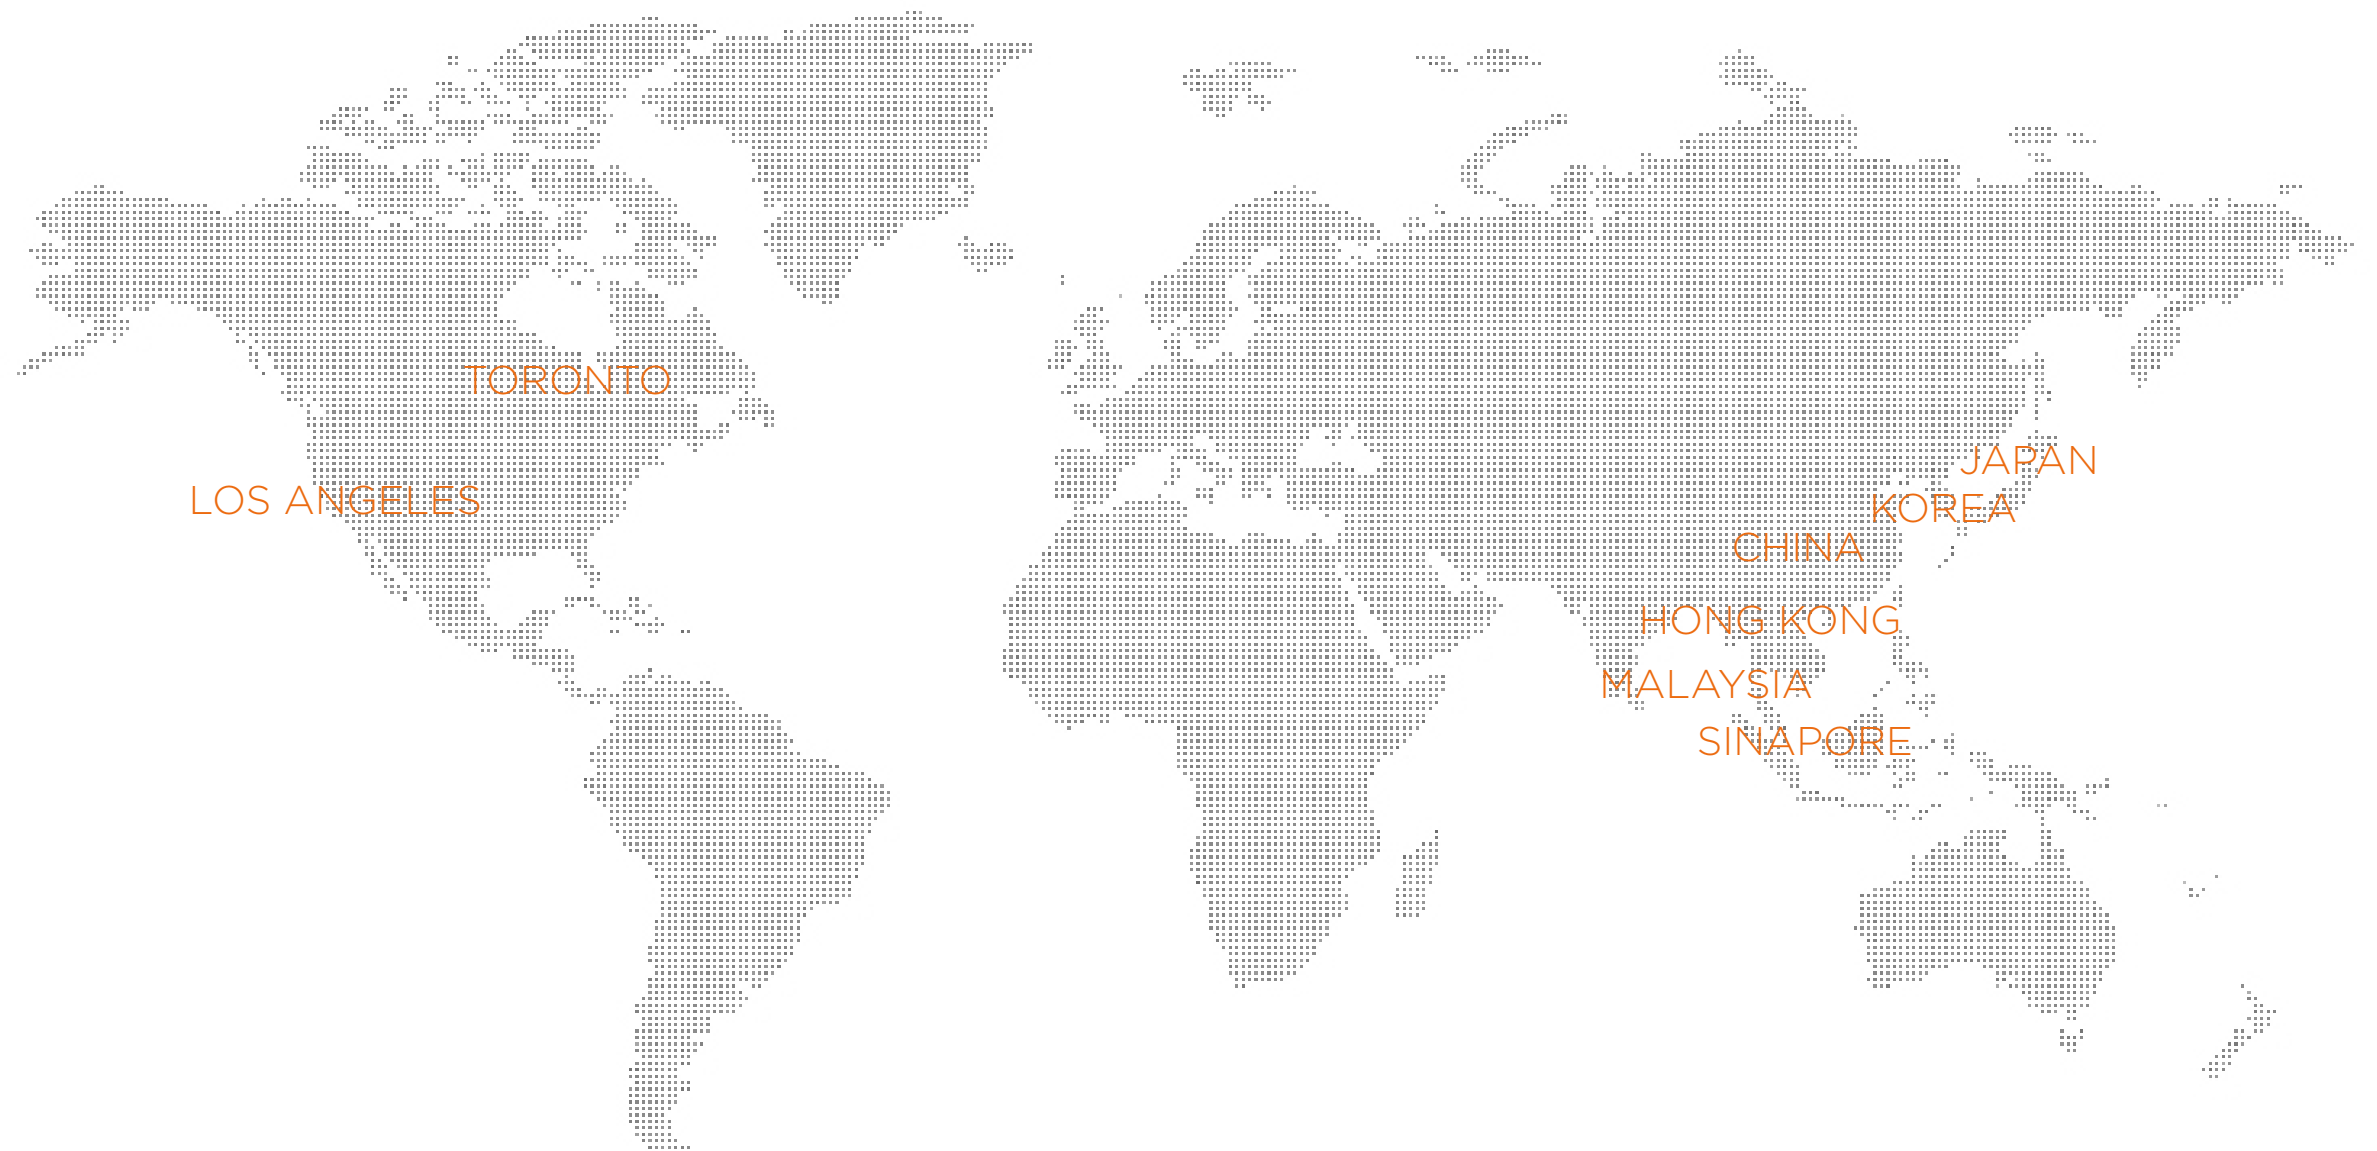 TORONTO
JAPAN
LOS ANGELES
KOREA
CHINA
HONG KONG
MALAYSIA
SINAPORE